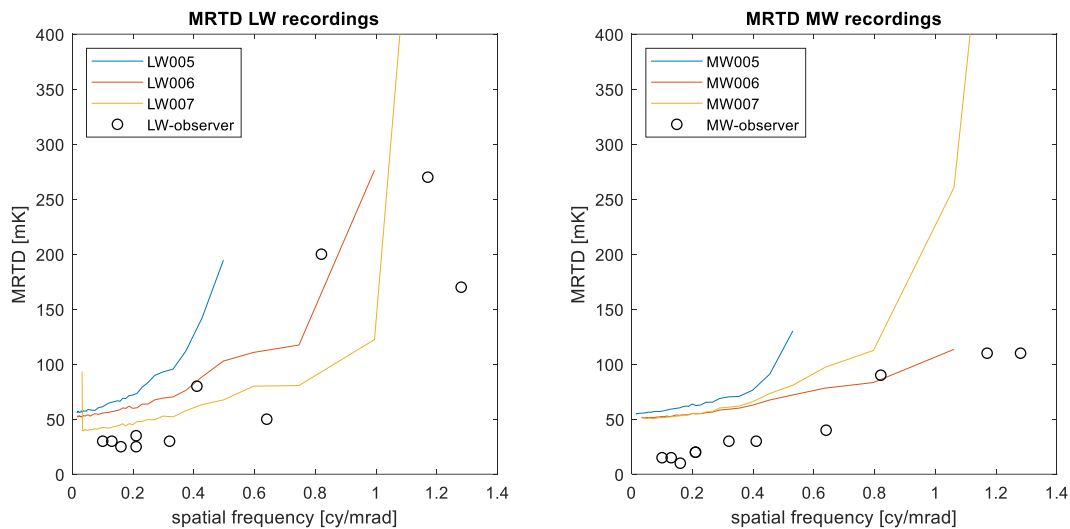 MRTD LW recordings
400
350
300
250
200
150
100
50
0
MRTD [mK]
LW005
LW006
LW007
LW-observer
0 0.2 0.4 0.6 0.8 1 1.2 1.4
spatial frequency [cy/mrad]
MRTD MW recordings
400
350
300
250
200
150
100
50
0
MRTD [mK]
MW005
MW006
MW007
MW-observer
0 0.2 0.4 0.6 0.8 1 1.2 1.4
spatial frequency [cy/mrad]